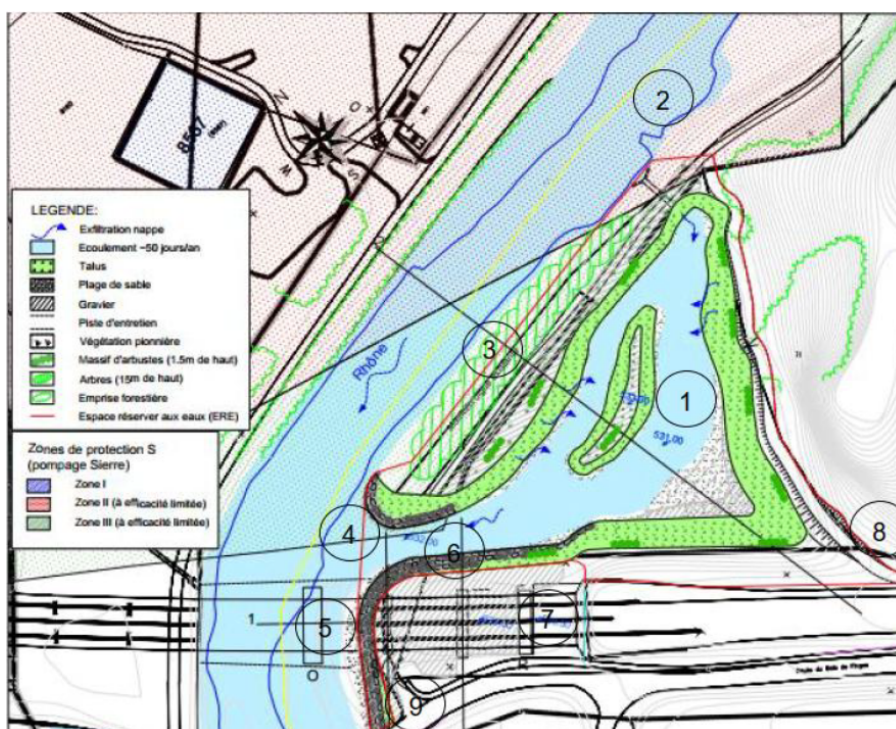 2
8567
N
O
W
S
LEGENDE:
Exfiltration nappe
Ecoulement ~50 jours/an
Talus
Plage de sable
Gravier
Piste d'entretien
Végétation pionnière
Massif d'arbustes (1.5m de haut)
Arbres (15m de haut)
Emprise forestière
Espace réserver aux eaux (ERE)
Rhône
3
1
531.00
Zones de protection S
(pompage Sierre)
Zone I
Zone II (à efficacité limitée)
Zone III (à efficacité limitée)
4
6
8
1
5
7
9